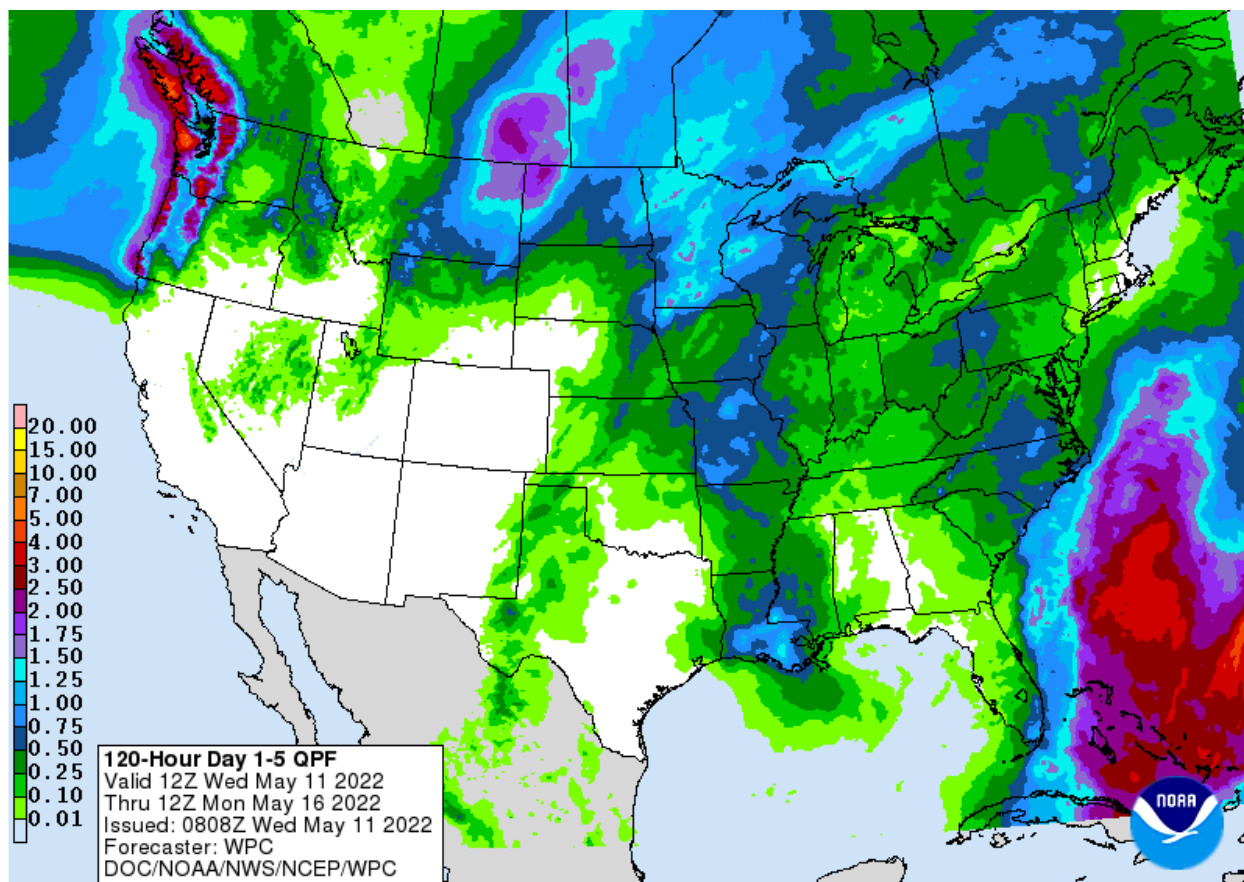 20.00
15.00
10.00
7.00
5.00
4.00
3.00
2.50
2.00
1.75
1.50
1.25
1.00
0.75
0.50
0.25
0.10
0.01
120-Hour Day 1-5 QPF
Valid 12Z Wed May 11 2022
Thru 12Z Mon May 16 2022
Issued: 0808Z Wed May 11 2022
Forecaster: WPC
DOC/NOAA/NWS/NCEP/WPC
NOAA